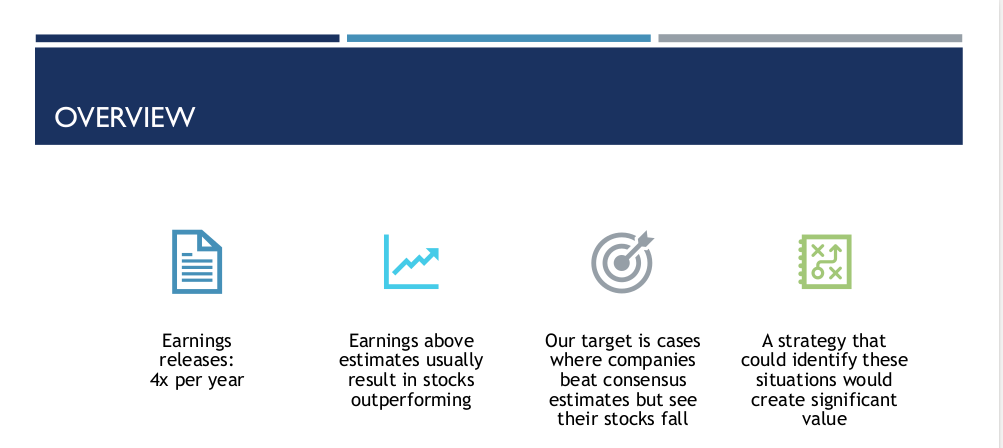 OVERVIEW
Earnings
releases:
4x per year
Earnings above
estimates usually
result in stocks
outperforming
Our target is cases
where companies
beat consensus
estimates but see
their stocks fall
A strategy that
could identify these
situations would
create significant
value